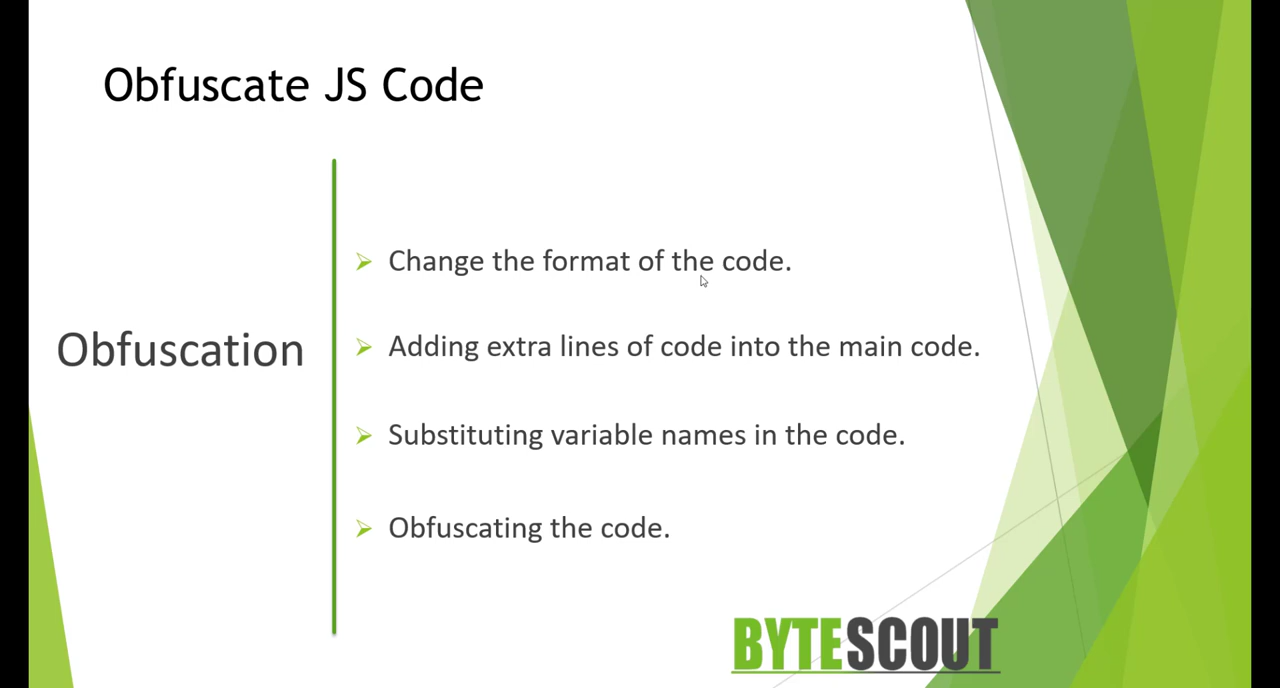 Obfuscate JS Code
Obfuscation
Change the format of the code.
Adding extra lines of code into the main code.
Substituting variable names in the code.
Obfuscating the code.
BYTESCOUT